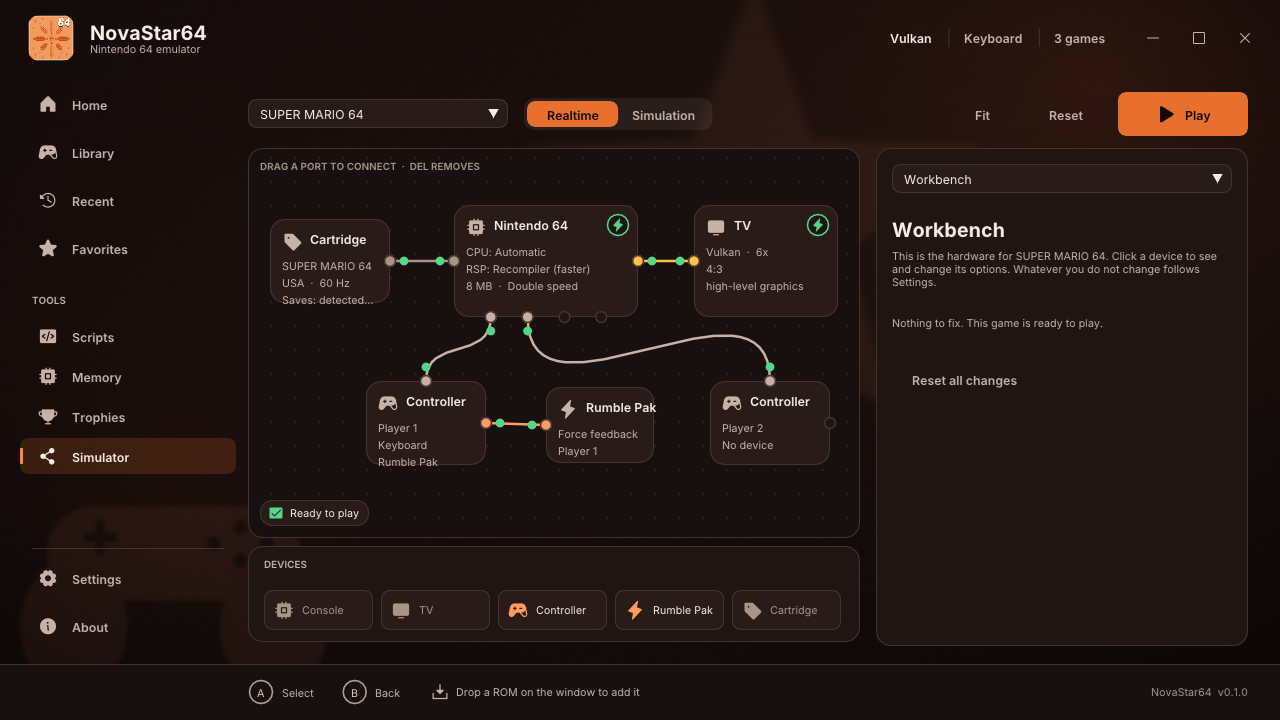 64
NovaStar64
Nintendo 64 emulator
Vulkan
Keyboard
3 games
Home
Library
Recent
Favorites
TOOLS
Scripts
Memory
Trophies
Simulator
Settings
About
SUPER MARIO 64
Realtime
Simulation
Fit
Reset
Play
DRAG A PORT TO CONNECT · DEL REMOVES
Cartridge
SUPER MARIO 64
USA · 60 Hz
Saves: detected...
Nintendo 64
CPU: Automatic
RSP: Recompiler (faster)
8 MB · Double speed
TV
Vulkan · 6x
4:3
high-level graphics
Controller
Player 1
Keyboard
Rumble Pak
Rumble Pak
Force feedback
Player 1
Controller
Player 2
No device
Ready to play
DEVICES
Console
TV
Controller
Rumble Pak
Cartridge
Workbench
Workbench
This is the hardware for SUPER MARIO 64. Click a device to see
and change its options. Whatever you do not change follows
Settings.
Nothing to fix. This game is ready to play.
Reset all changes
A Select
B Back
Drop a ROM on the window to add it
NovaStar64 v0.1.0